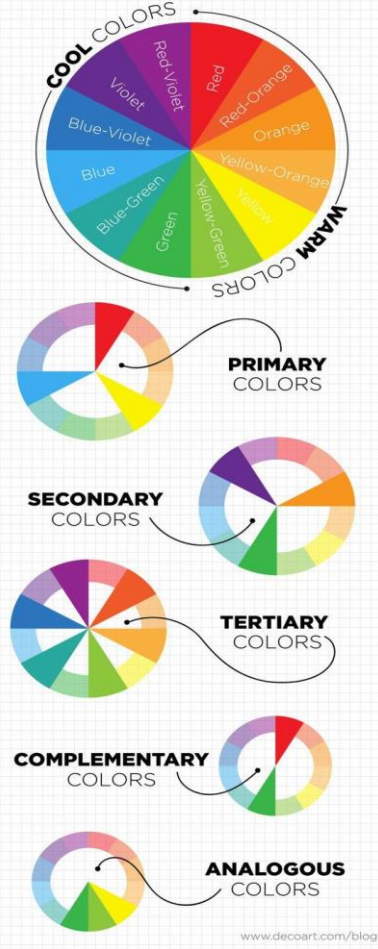 COOL COLORS
Red-Violet
Red
Violet
Red-Orange
Blue-Violet
Orange
Blue
Yellow-Orange
Blue-Green
Yellow
Green
Yellow-Green
WARM COLORS
PRIMARY
COLORS
SECONDARY
COLORS
TERTIARY
COLORS
COMPLEMENTARY
COLORS
ANALOGOUS
COLORS
www.decoart.com/blog